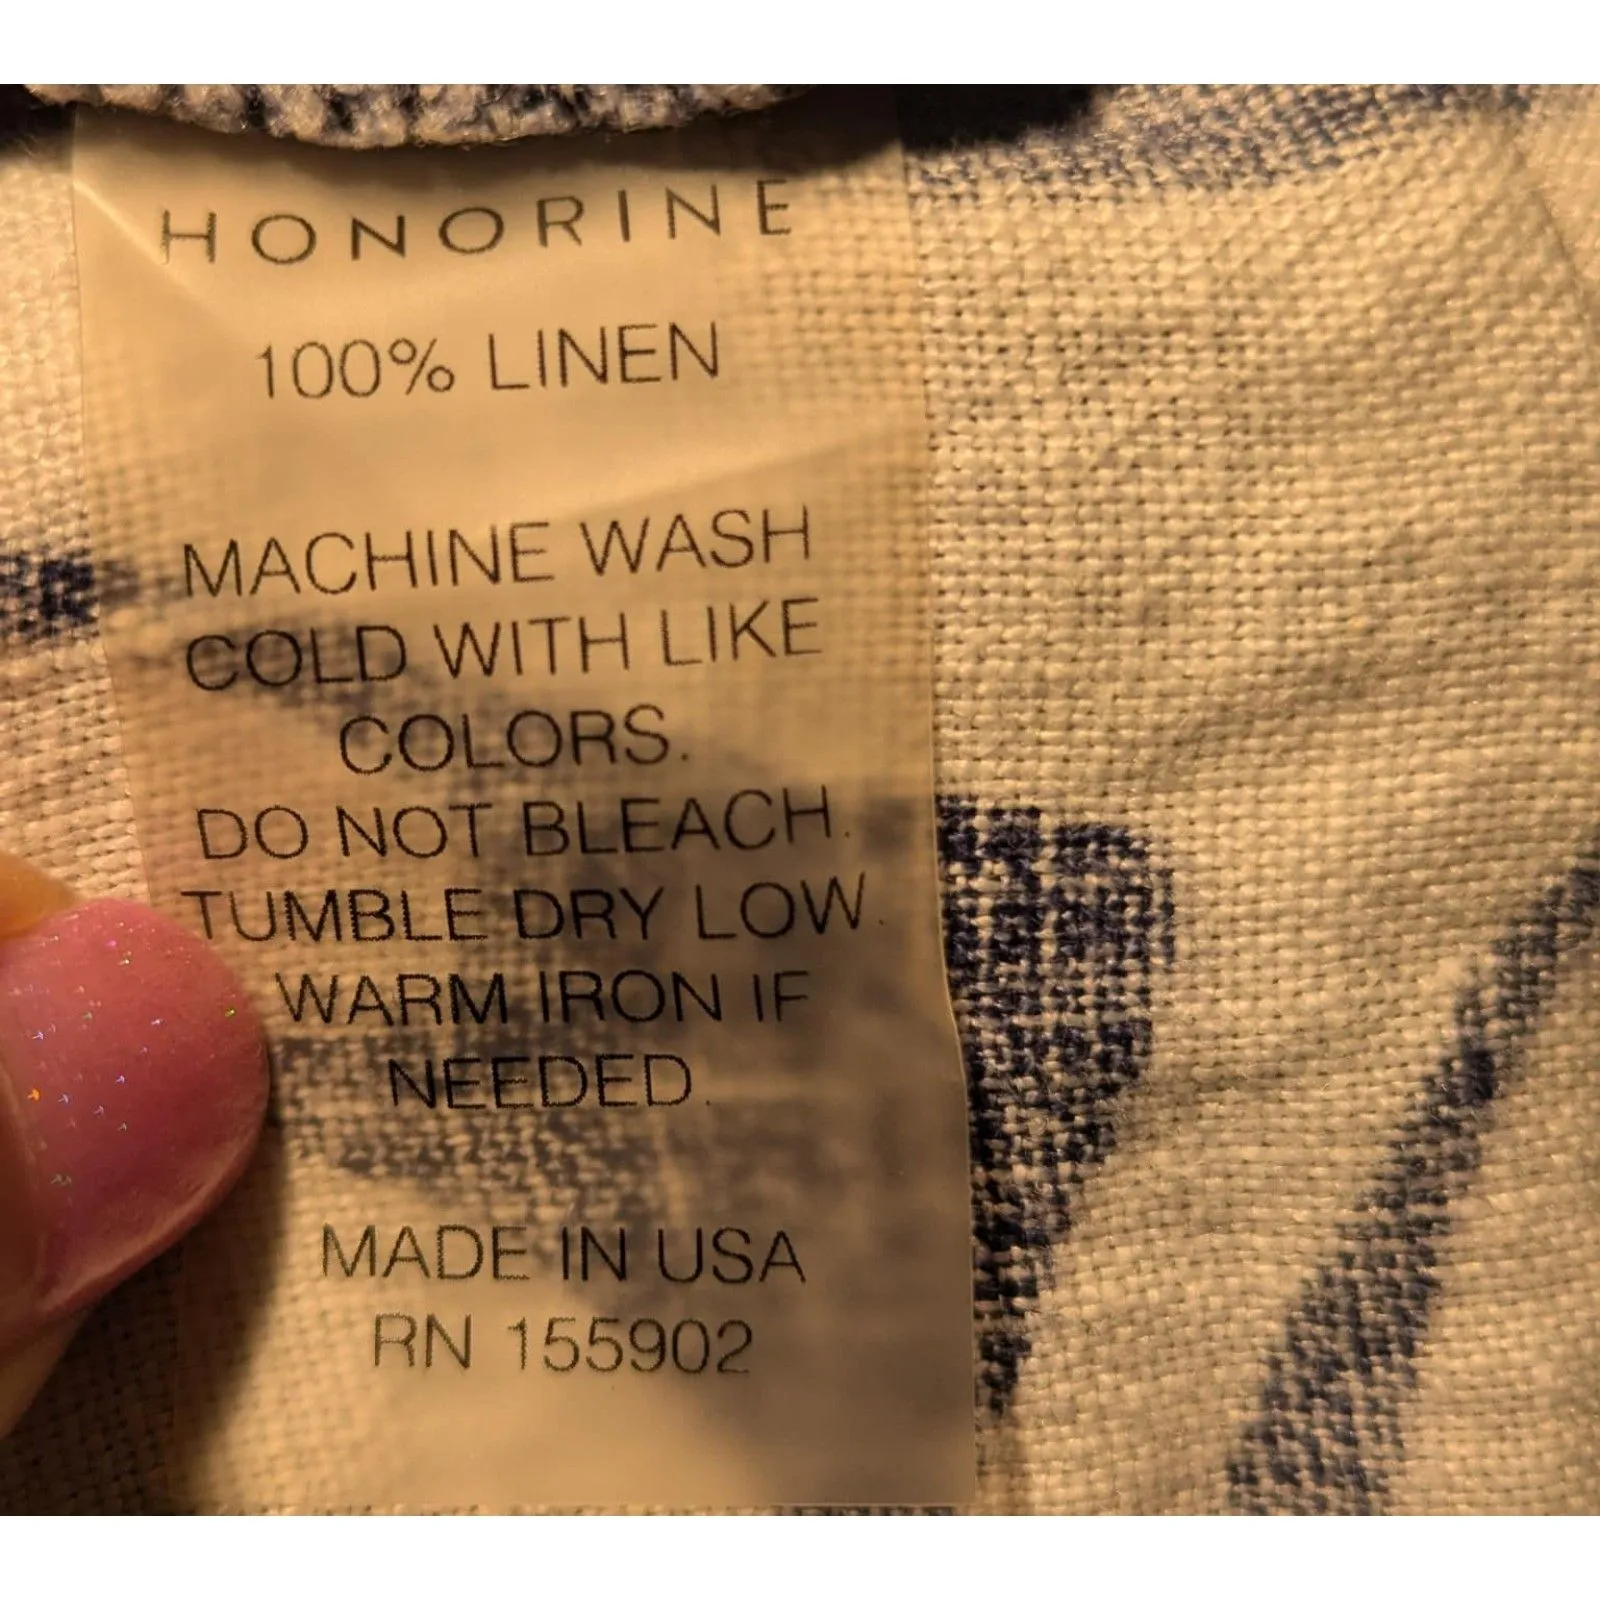 HONORINE
100% LINEN
MACHINE WASH
COLD WITH LIKE
COLORS.
DO NOT BLEACH.
TUMBLE DRY LOW.
WARM IRON IF
NEEDED.
MADE IN USA
RN 155902